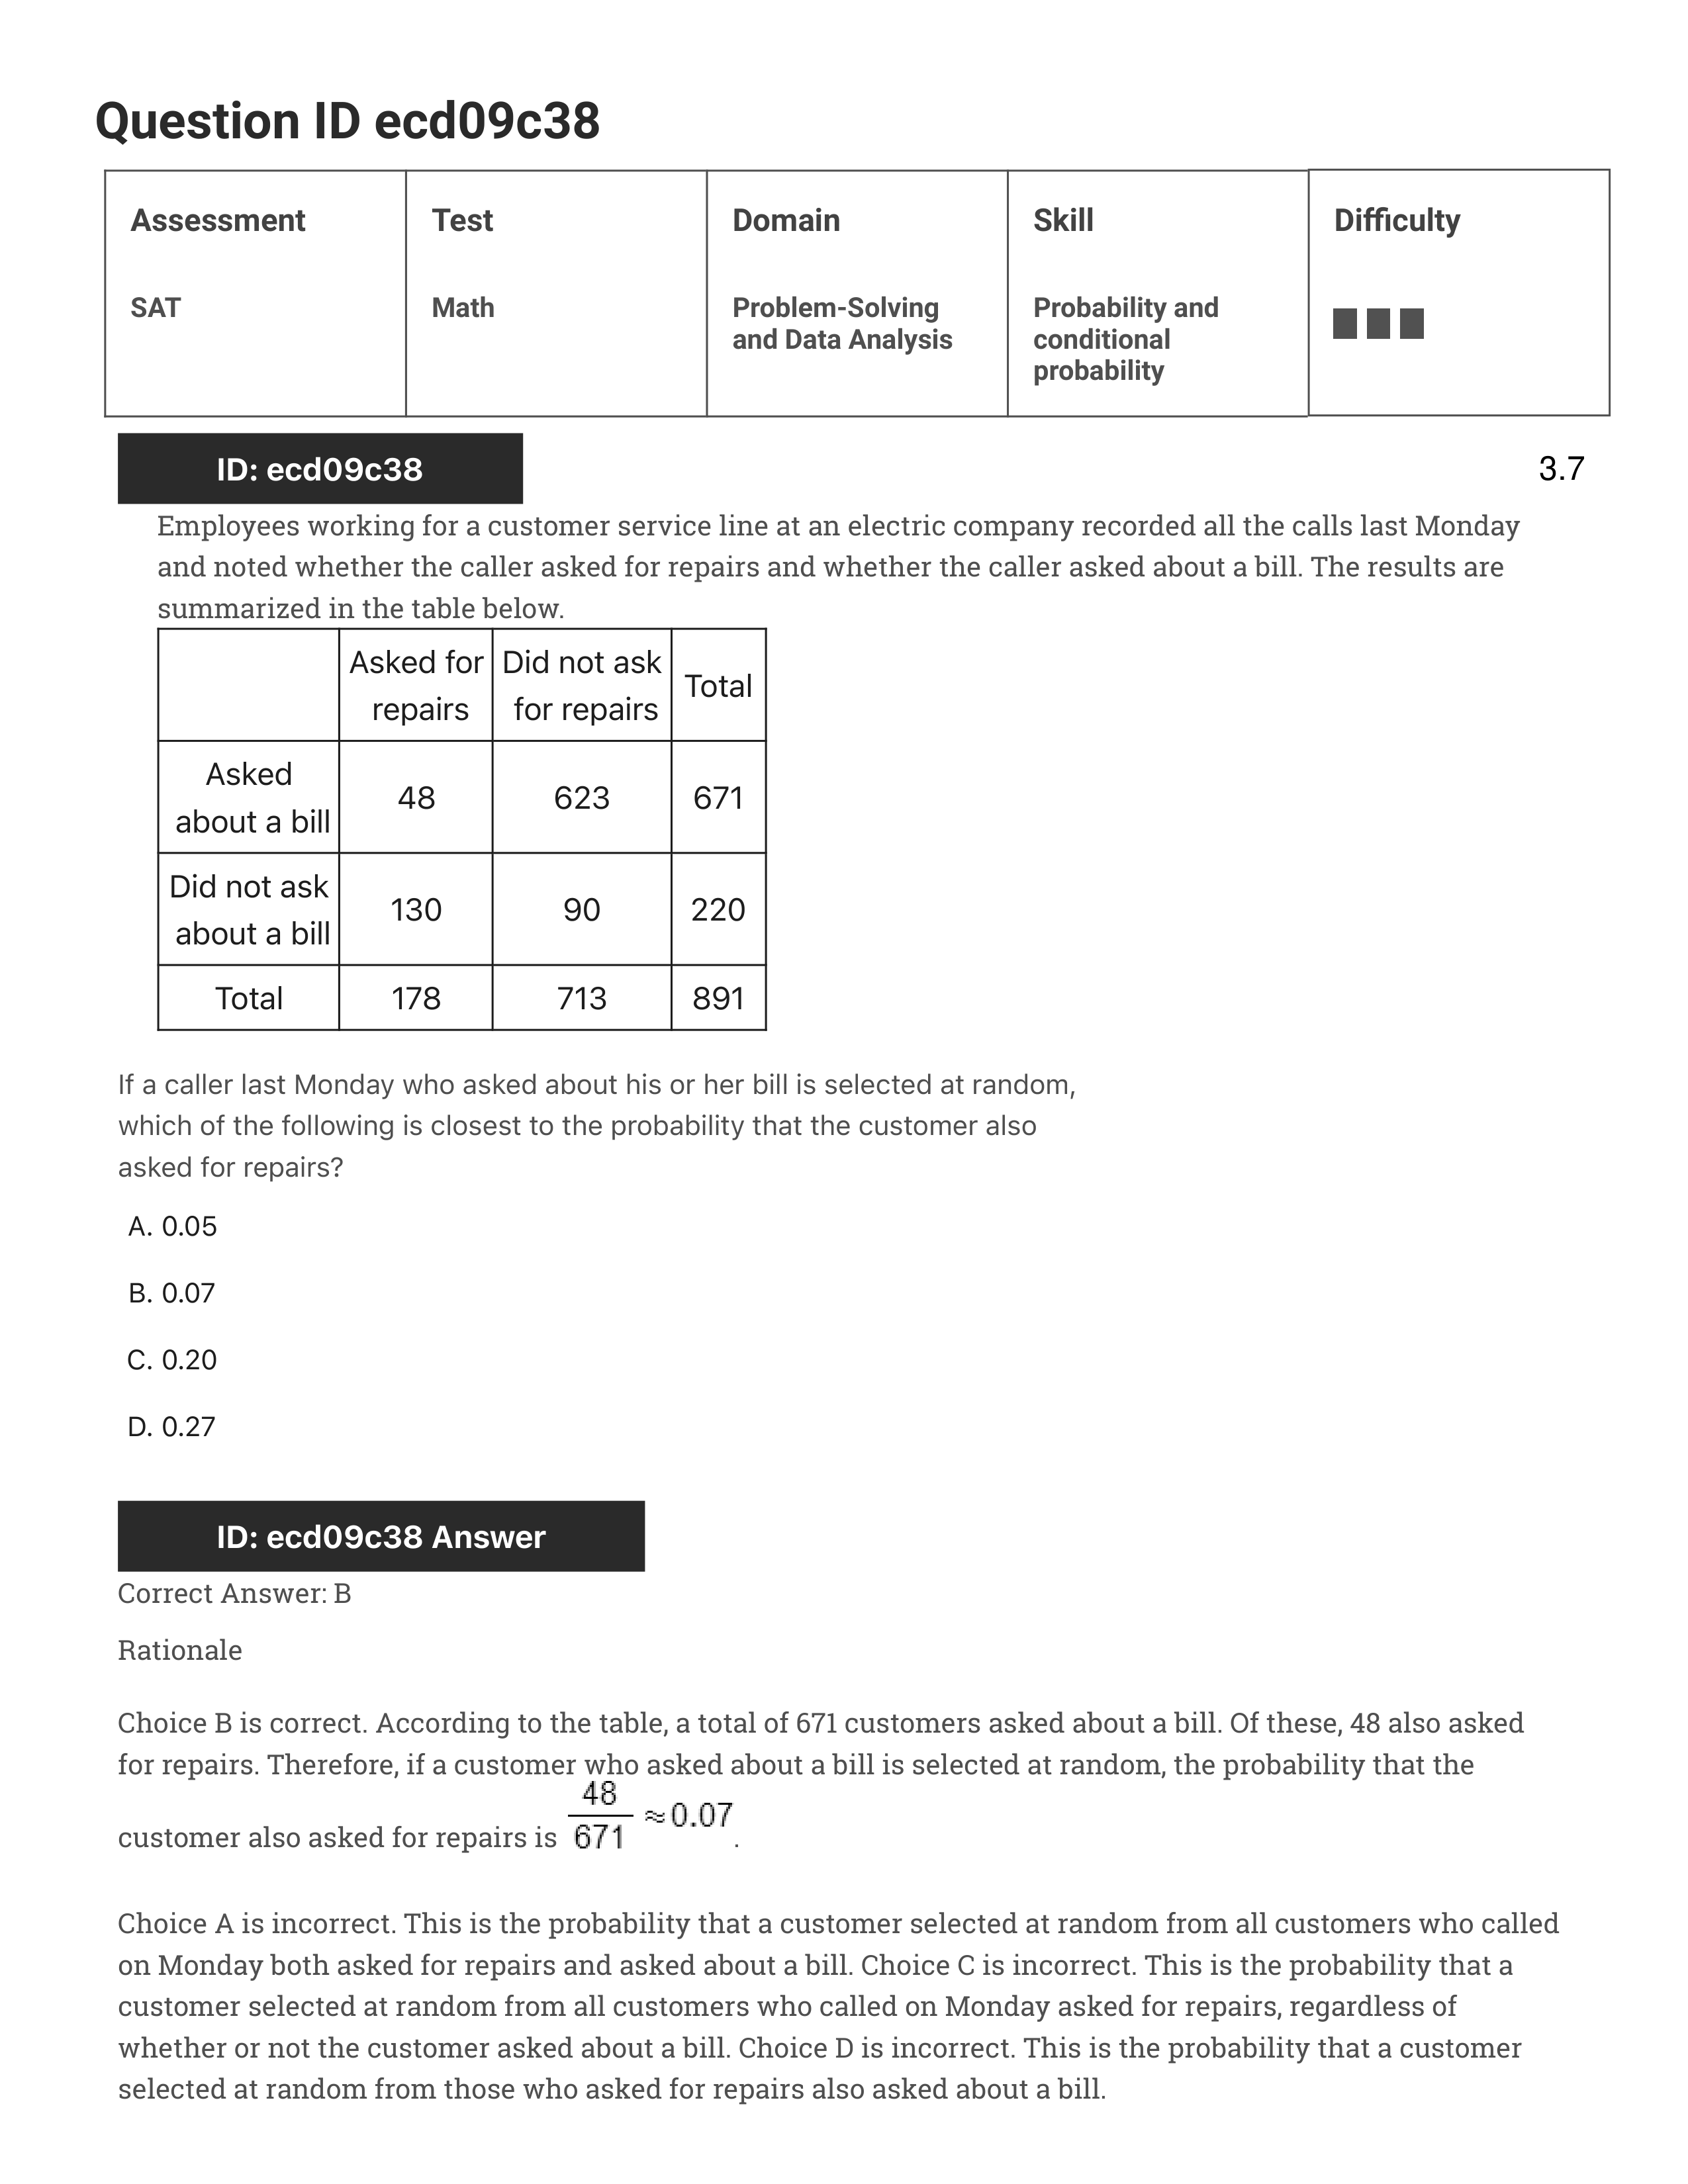 Question ID ecd09c38
Assessment Test Domain Skill Difficulty
SAT Math Problem-Solving and Data Analysis Probability and conditional probability
ID: ecd09c38 3.7
Employees working for a customer service line at an electric company recorded all the calls last Monday
and noted whether the caller asked for repairs and whether the caller asked about a bill. The results are
summarized in the table below.
Asked for repairs Did not ask for repairs Total
Asked about a bill 48 623 671
Did not ask about a bill 130 90 220
Total 178 713 891
If a caller last Monday who asked about his or her bill is selected at random,
which of the following is closest to the probability that the customer also
asked for repairs?
A. 0.05
B. 0.07
C. 0.20
D. 0.27
ID: ecd09c38 Answer
Correct Answer: B
Rationale
Choice B is correct. According to the table, a total of 671 customers asked about a bill. Of these, 48 also asked
for repairs. Therefore, if a customer who asked about a bill is selected at random, the probability that the
customer also asked for repairs is 48/671 ≈ 0.07.
Choice A is incorrect. This is the probability that a customer selected at random from all customers who called
on Monday both asked for repairs and asked about a bill. Choice C is incorrect. This is the probability that a
customer selected at random from all customers who called on Monday asked for repairs, regardless of
whether or not the customer asked about a bill. Choice D is incorrect. This is the probability that a customer
selected at random from those who asked for repairs also asked about a bill.